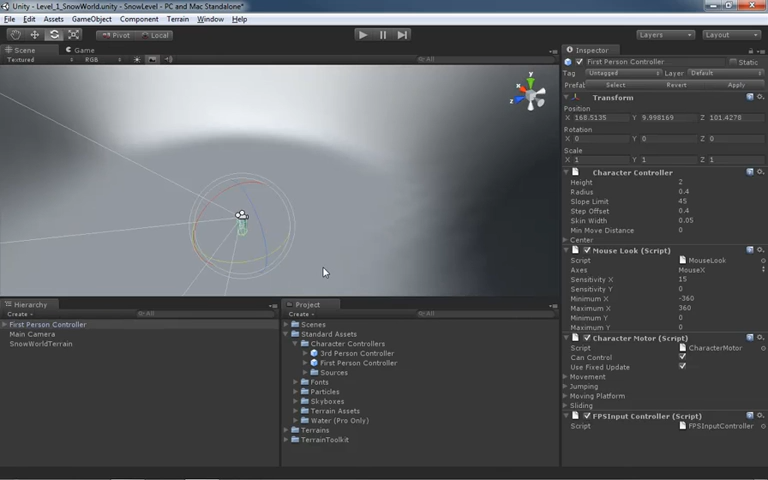 Unity - Level_1_SnowWorld.unity - SnowLevel - PC and Mac Standalone*
File Edit Assets GameObject Component Terrain Window Help
Pivot Local Layers Layout
Scene Game
Textured RGB All
y
x
z
Hierarchy
Create All
First Person Controller
Main Camera
SnowWorldTerrain
Project
Create All
Scenes
Standard Assets
Character Controllers
3rd Person Controller
First Person Controller
Sources
Fonts
Particles
Skyboxes
Terrain Assets
Water (Pro Only)
Terrains
TerrainToolkit
Inspector
First Person Controller Static
Tag Untagged Layer Default
Prefab Select Revert Apply
Transform
Position
X 168.5135 Y 9.998169 Z 101.4278
Rotation
X 0 Y 0 Z 0
Scale
X 1 Y 1 Z 1
Character Controller
Height 2
Radius 0.4
Slope Limit 45
Step Offset 0.4
Skin Width 0.05
Min Move Distance 0
Center
Mouse Look (Script)
Script MouseLook
Axes MouseX
Sensitivity X 15
Sensitivity Y 0
Minimum X -360
Maximum X 360
Minimum Y 0
Maximum Y 0
Character Motor (Script)
Script CharacterMotor
Can Control
Use Fixed Update
Movement
Jumping
Moving Platform
Sliding
FPSInput Controller (Script)
Script FPSInputController